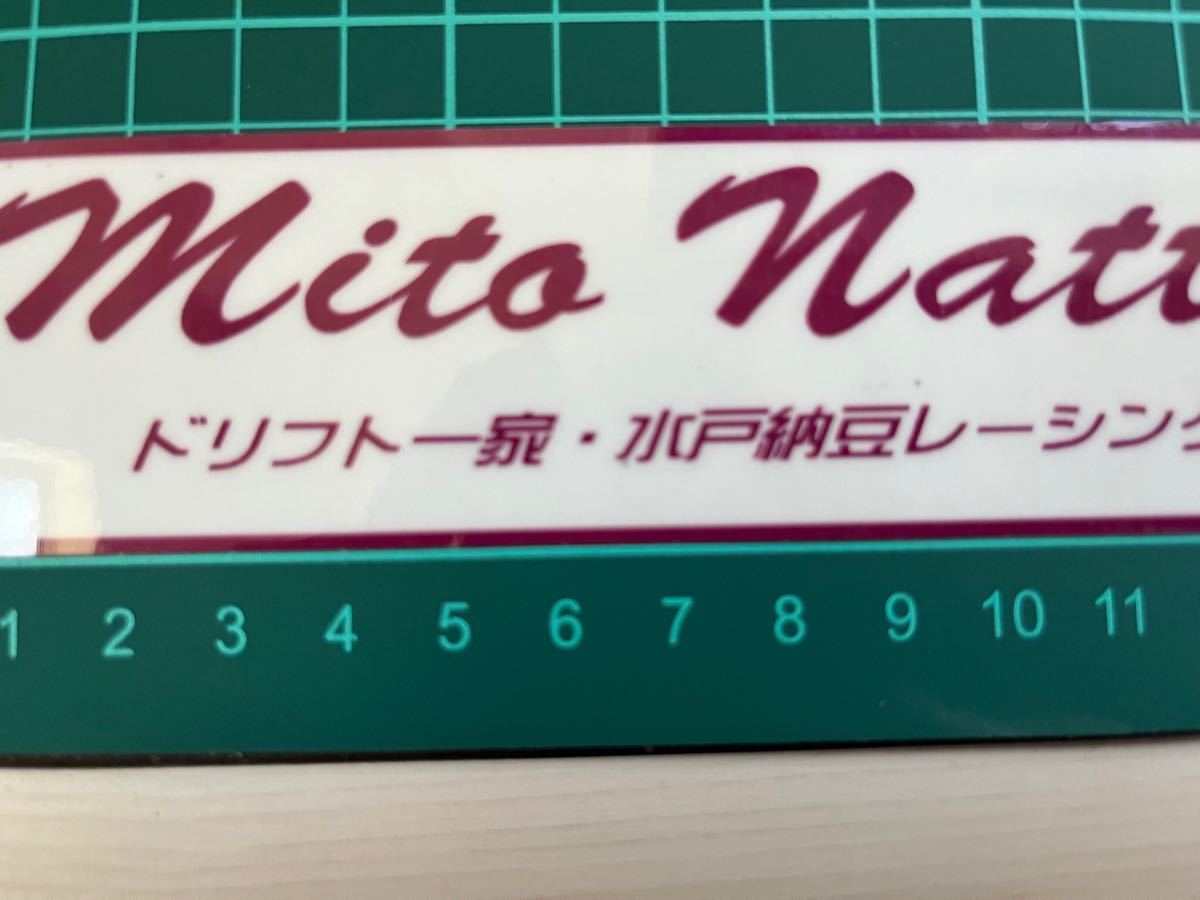 Mito Natt
ドリフト一家・水戸納豆レーシング
1 2 3 4 5 6 7 8 9 10 11